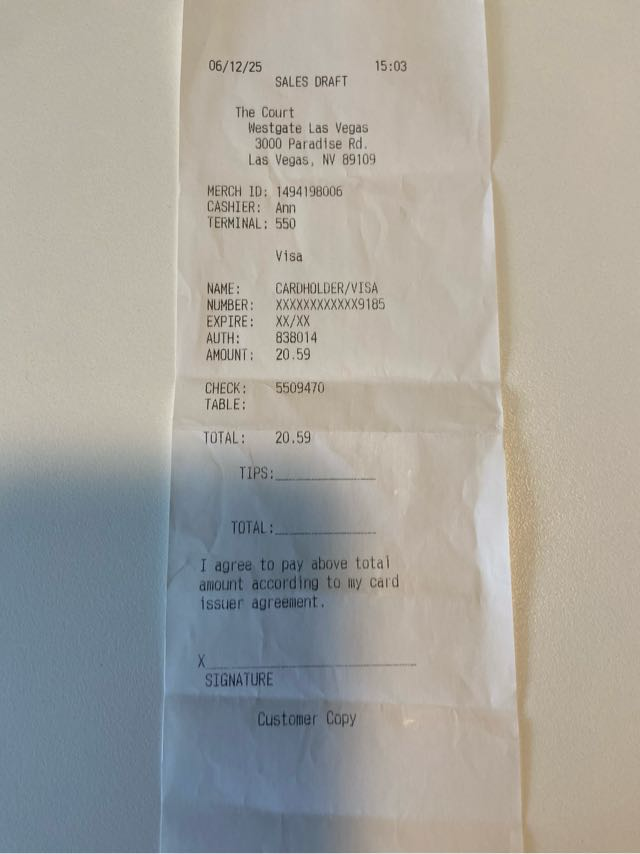 06/12/25 15:03
SALES DRAFT
The Court
Westgate Las Vegas
3000 Paradise Rd.
Las Vegas, NV 89109
MERCH ID: 1494198006
CASHIER: Ann
TERMINAL: 550
Visa
NAME: CARDHOLDER/VISA
NUMBER: XXXXXXXXXXXX9185
EXPIRE: XX/XX
AUTH: 838014
AMOUNT: 20.59
CHECK: 5509470
TABLE:
TOTAL: 20.59
TIPS:____________
TOTAL:____________
I agree to pay above total
amount according to my card
issuer agreement.
X_________________________
SIGNATURE
Customer Copy